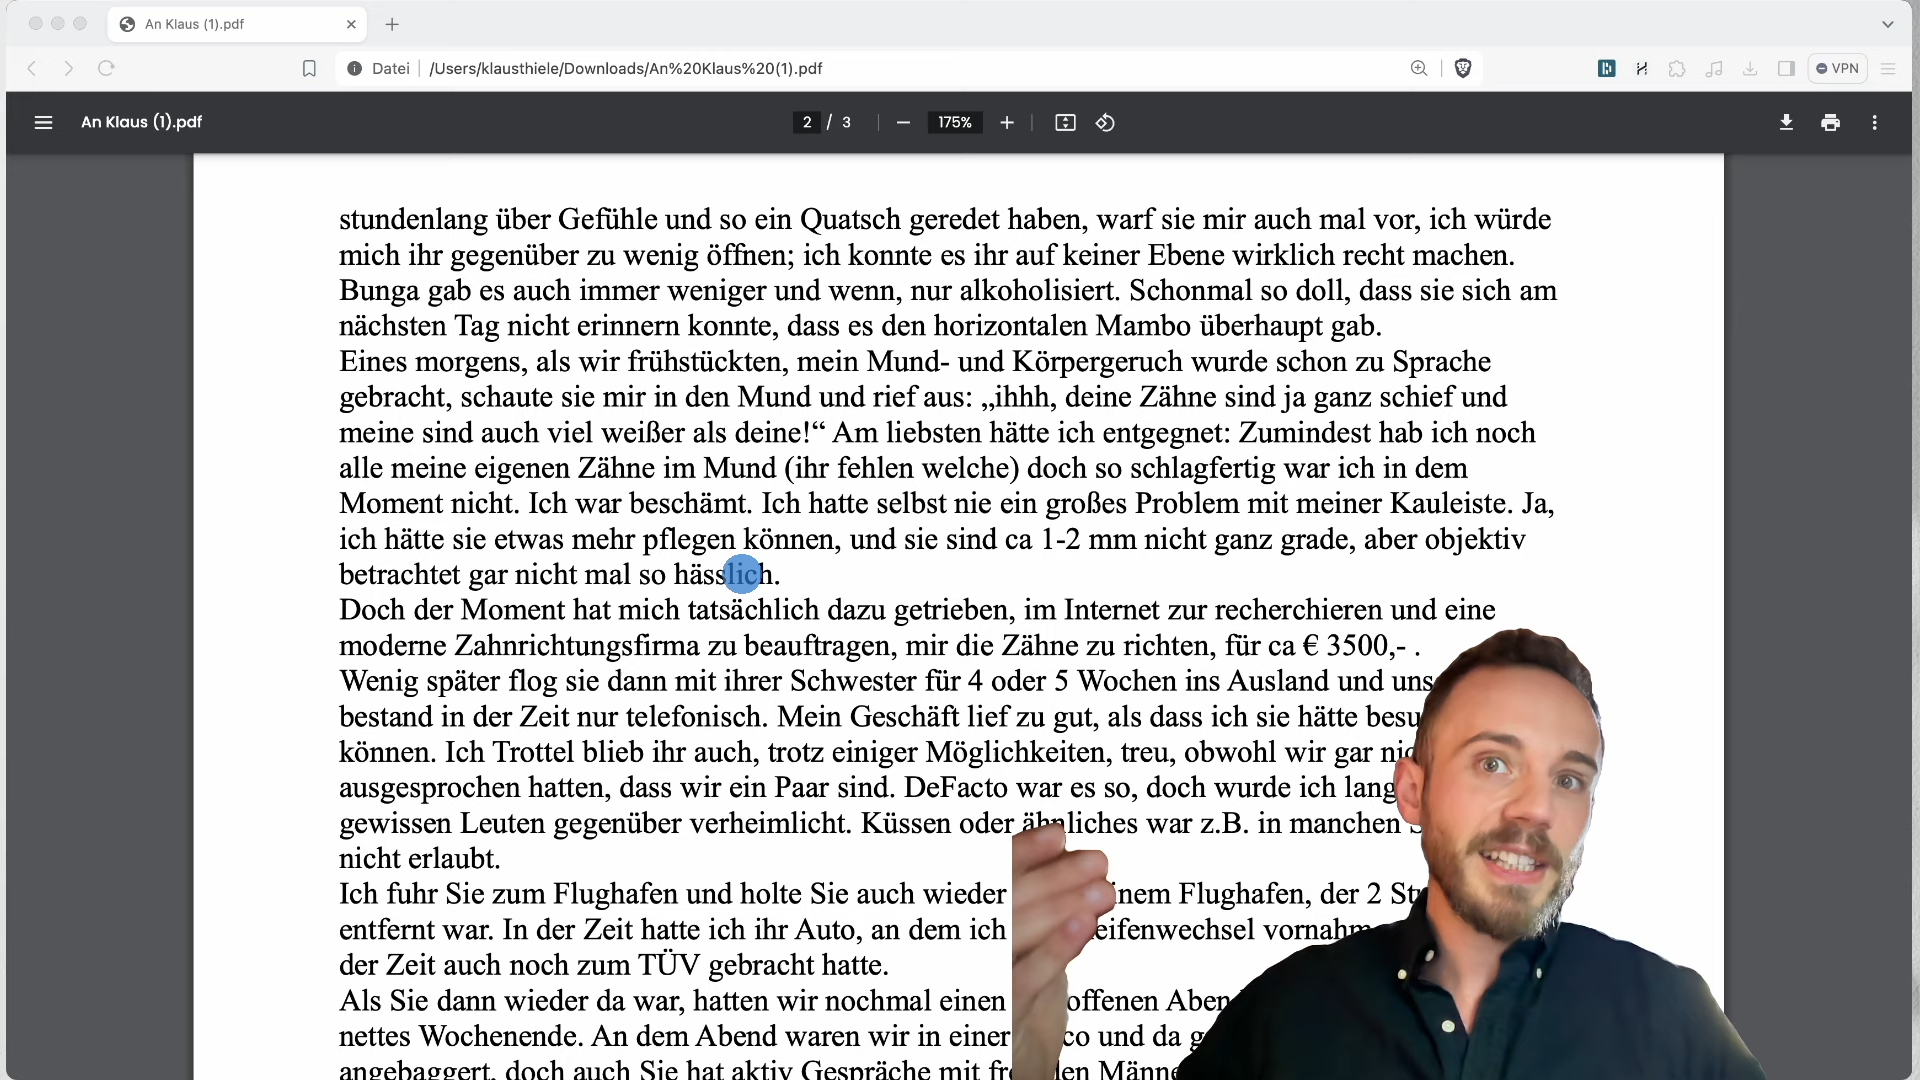 An Klaus (1).pdf
Datei /Users/klausthiele/Downloads/An%20Klaus%20(1).pdf
VPN
An Klaus (1).pdf
2 / 3
175%
stundenlang über Gefühle und so ein Quatsch geredet haben, warf sie mir auch mal vor, ich würde
mich ihr gegenüber zu wenig öffnen; ich konnte es ihr auf keiner Ebene wirklich recht machen.
Bunga gab es auch immer weniger und wenn, nur alkoholisiert. Schonmal so doll, dass sie sich am
nächsten Tag nicht erinnern konnte, dass es den horizontalen Mambo überhaupt gab.
Eines morgens, als wir frühstückten, mein Mund- und Körpergeruch wurde schon zu Sprache
gebracht, schaute sie mir in den Mund und rief aus: „ihhh, deine Zähne sind ja ganz schief und
meine sind auch viel weißer als deine!“ Am liebsten hätte ich entgegnet: Zumindest hab ich noch
alle meine eigenen Zähne im Mund (ihr fehlen welche) doch so schlagfertig war ich in dem
Moment nicht. Ich war beschämt. Ich hatte selbst nie ein großes Problem mit meiner Kauleiste. Ja,
ich hätte sie etwas mehr pflegen können, und sie sind ca 1-2 mm nicht ganz grade, aber objektiv
betrachtet gar nicht mal so hässlich.
Doch der Moment hat mich tatsächlich dazu getrieben, im Internet zur recherchieren und eine
moderne Zahnrichtungsfirma zu beauftragen, mir die Zähne zu richten, für ca € 3500,- .
Wenig später flog sie dann mit ihrer Schwester für 4 oder 5 Wochen ins Ausland und
bestand in der Zeit nur telefonisch. Mein Geschäft lief zu gut, als dass ich sie hätte
können. Ich Trottel blieb ihr auch, trotz einiger Möglichkeiten, treu, obwohl wir gar
ausgesprochen hatten, dass wir ein Paar sind. DeFacto war es so, doch wurde ich
gewissen Leuten gegenüber verheimlicht. Küssen oder ähnliches war z.B. in manchen
nicht erlaubt.
Ich fuhr Sie zum Flughafen und holte Sie auch wieder Flughafen, der 2
entfernt war. In der Zeit hatte ich ihr Auto, an dem ich
der Zeit auch noch zum TÜV gebracht hatte.
Als Sie dann wieder da war, hatten wir nochmal einen offenen
nettes Wochenende. An dem Abend waren wir in einer und da
angebaggert, doch auch Sie hat aktiv Gespräche mit